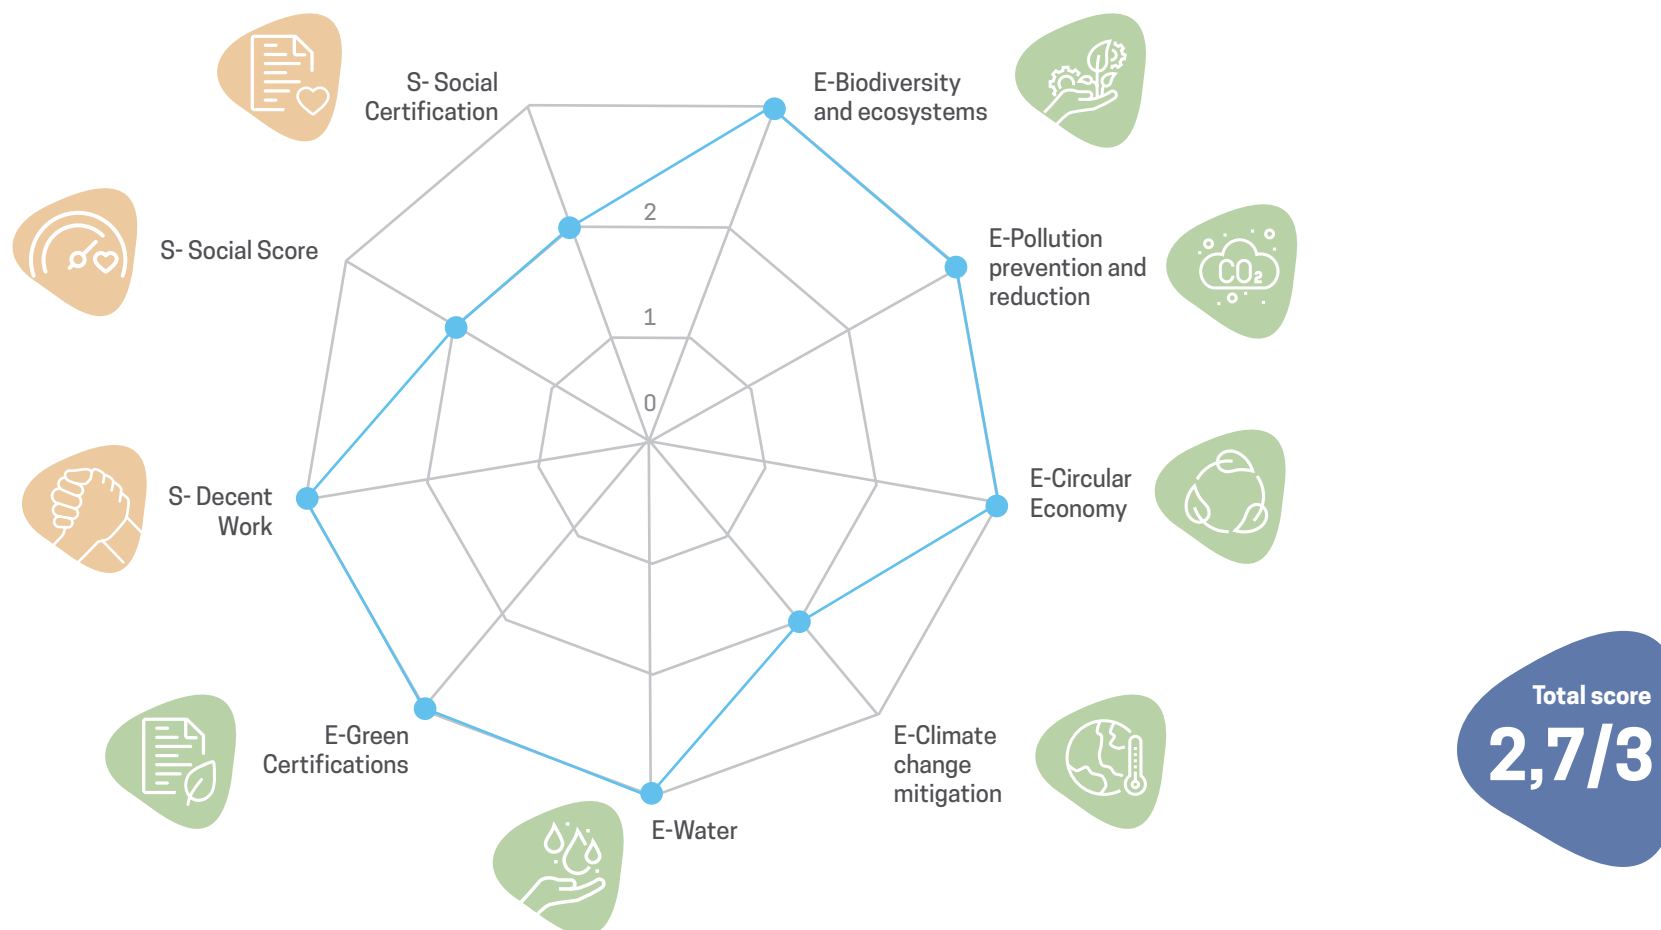 S- Social
Certification
E-Biodiversity
and ecosystems
S- Social Score
2
E-Pollution
prevention and
reduction
CO₂
1
0
S- Decent
Work
E-Circular
Economy
E-Green
Certifications
E-Climate
change
mitigation
E-Water
Total score
2,7/3